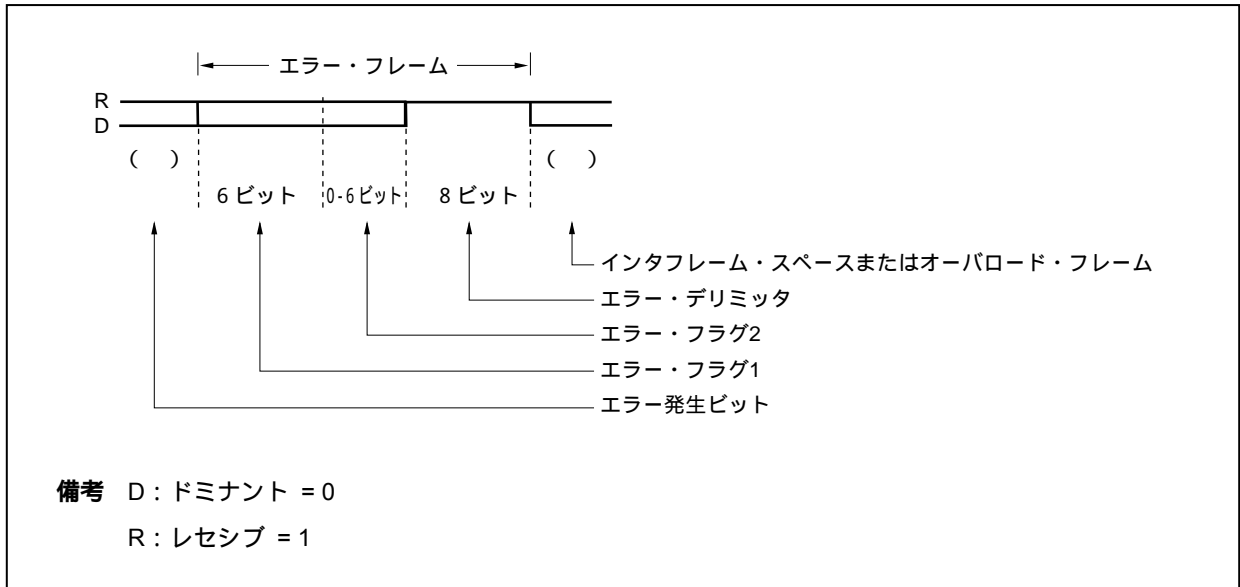 エラー・フレーム
R
D
(　)
(　)
6 ビット
0-6 ビット
8 ビット
インタフレーム・スペースまたはオーバロード・フレーム
エラー・デリミッタ
エラー・フラグ2
エラー・フラグ1
エラー発生ビット
備考 D：ドミナント = 0
R：レセシブ = 1